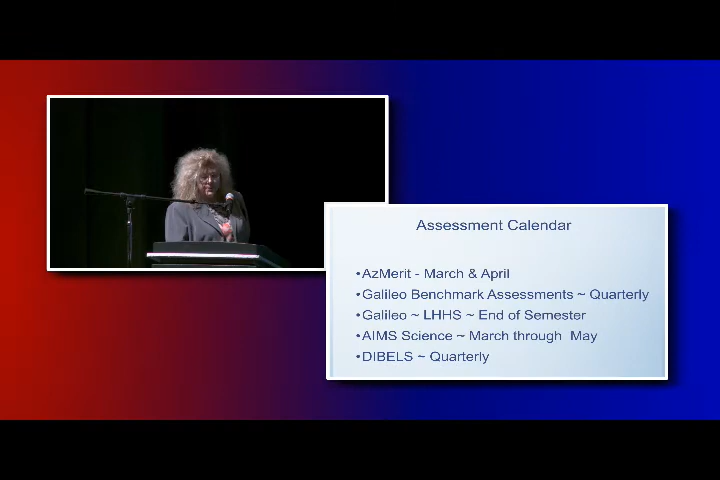 Assessment Calendar
•AzMerit - March & April
•Galileo Benchmark Assessments ~ Quarterly
•Galileo ~ LHHS ~ End of Semester
•AIMS Science ~ March through  May
•DIBELS ~ Quarterly